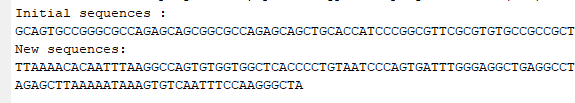 Initial sequences :
GCAGTGCCGGGCGCCAGAGCAGCGGCGCCAGAGCAGCTGCACCATCCCGGCGTTCGCGTGTGCCGCCGCT
New sequences:
TTAAAACACAATTTAAGGCCAGTGTGGTGGCTCACCCCTGTAATCCCAGTGATTTGGGAGGCTGAGGCCT
AGAGCTTAAAAATAAAGTGTCAATTTCCAAGGGCTA